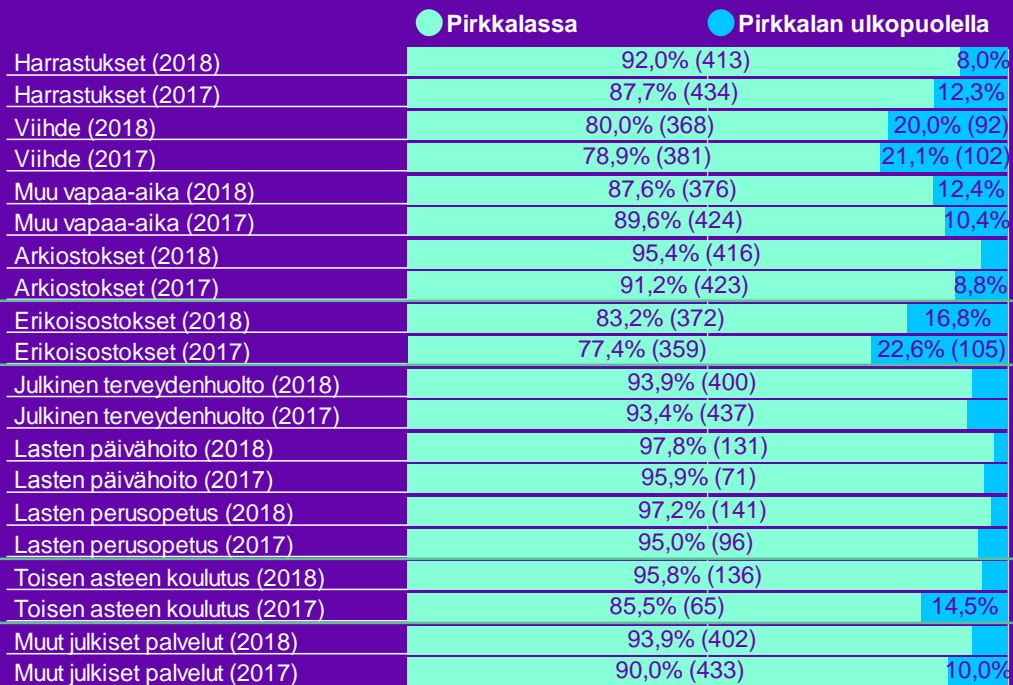 Pirkkalassa Pirkkalan ulkopuolella
Harrastukset (2018) 92,0% (413) 8,0%
Harrastukset (2017) 87,7% (434) 12,3%
Viihde (2018) 80,0% (368) 20,0% (92)
Viihde (2017) 78,9% (381) 21,1% (102)
Muu vapaa-aika (2018) 87,6% (376) 12,4%
Muu vapaa-aika (2017) 89,6% (424) 10,4%
Arkiostokset (2018) 95,4% (416)
Arkiostokset (2017) 91,2% (423) 8,8%
Erikoisostokset (2018) 83,2% (372) 16,8%
Erikoisostokset (2017) 77,4% (359) 22,6% (105)
Julkinen terveydenhuolto (2018) 93,9% (400)
Julkinen terveydenhuolto (2017) 93,4% (437)
Lasten päivähoito (2018) 97,8% (131)
Lasten päivähoito (2017) 95,9% (71)
Lasten perusopetus (2018) 97,2% (141)
Lasten perusopetus (2017) 95,0% (96)
Toisen asteen koulutus (2018) 95,8% (136)
Toisen asteen koulutus (2017) 85,5% (65) 14,5%
Muut julkiset palvelut (2018) 93,9% (402)
Muut julkiset palvelut (2017) 90,0% (433) 10,0%